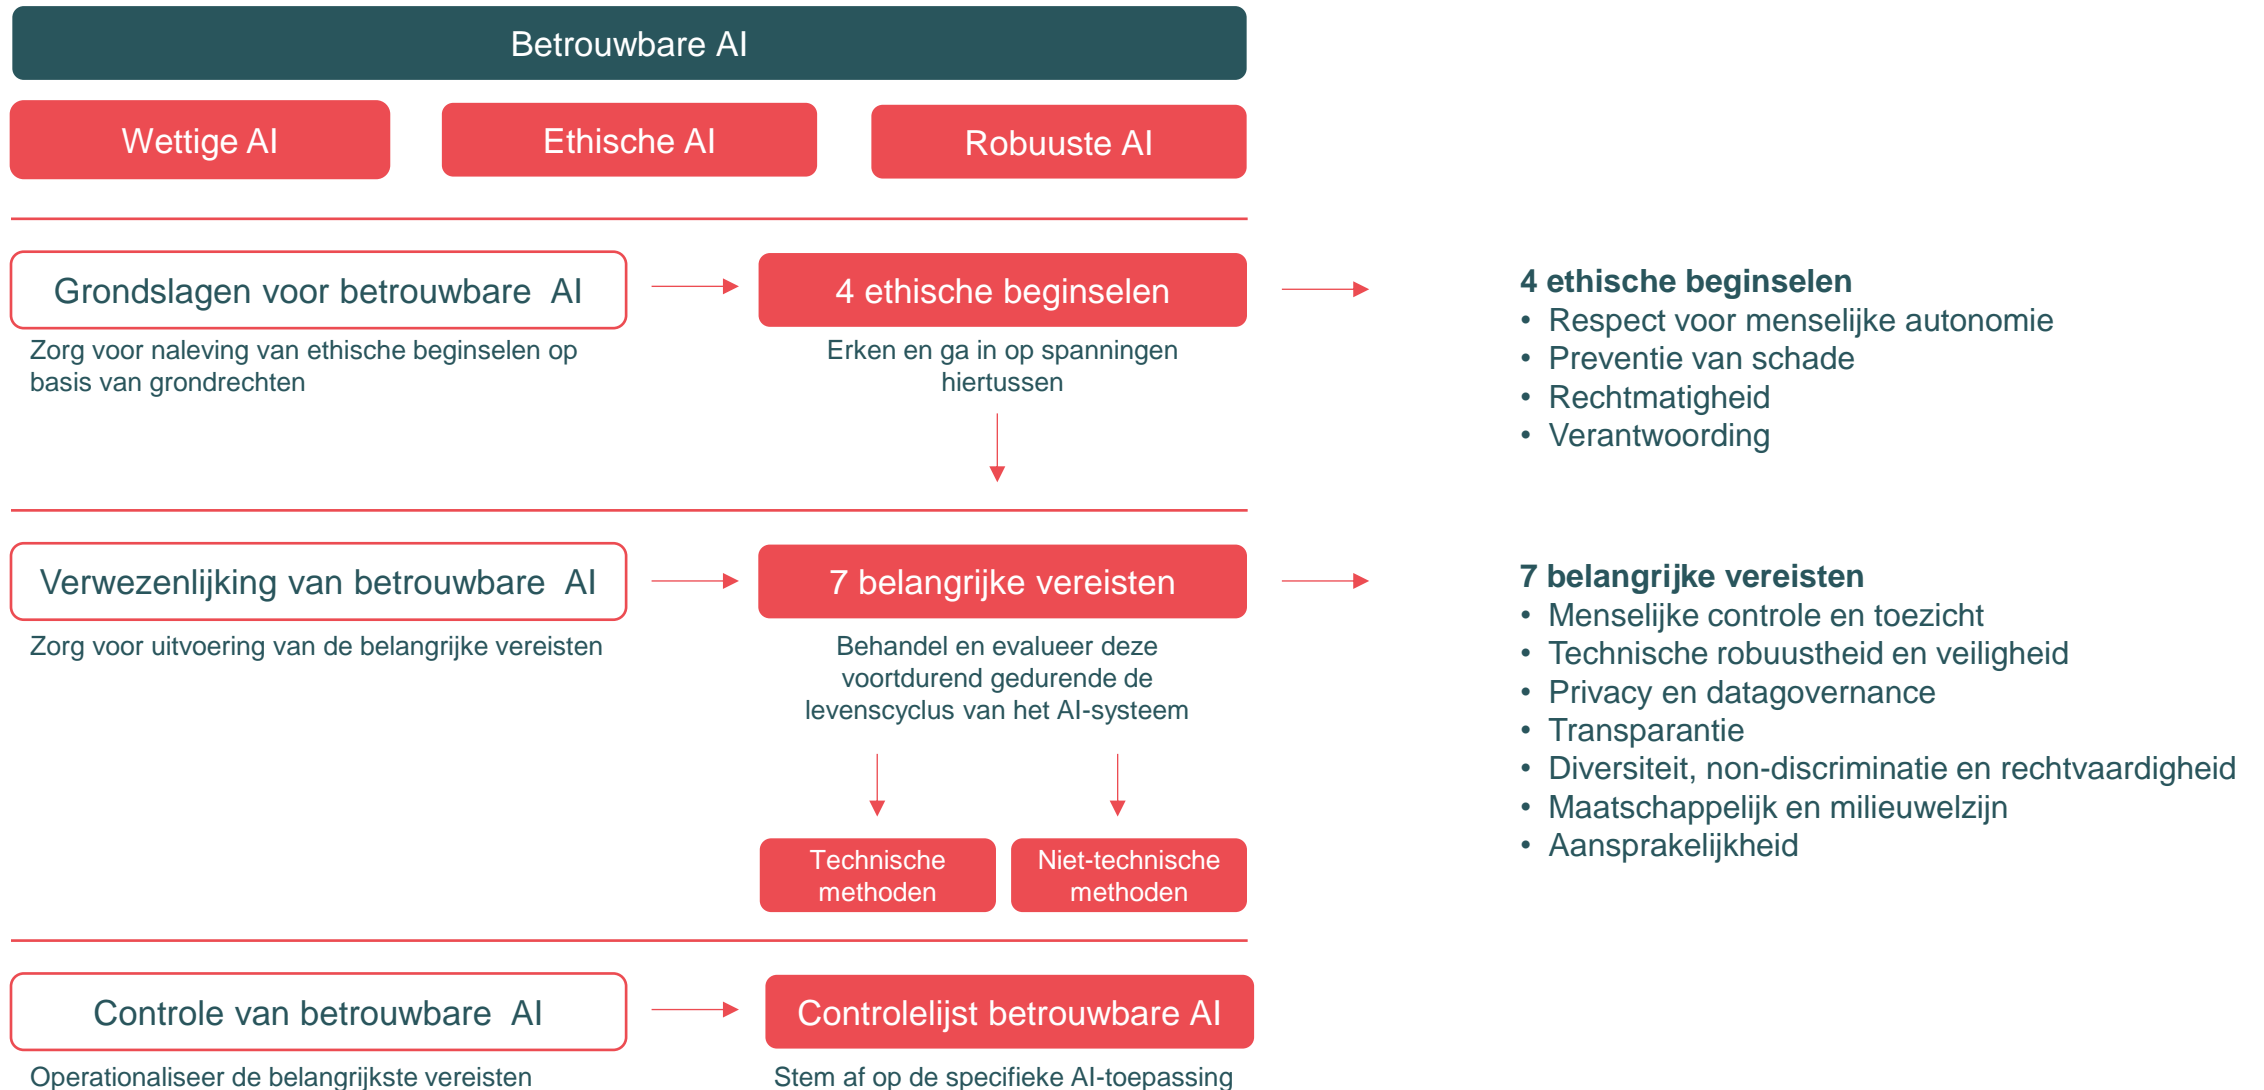 Betrouwbare AI
Wettige AI
Ethische AI
Robuuste AI
Grondslagen voor betrouwbare AI
Zorg voor naleving van ethische beginselen op
basis van grondrechten
4 ethische beginselen
Erken en ga in op spanningen
hiertussen
4 ethische beginselen
• Respect voor menselijke autonomie
• Preventie van schade
• Rechtmatigheid
• Verantwoording
Verwezenlijking van betrouwbare AI
Zorg voor uitvoering van de belangrijke vereisten
7 belangrijke vereisten
Behandel en evalueer deze
voortdurend gedurende de
levenscyclus van het AI-systeem
Technische
methoden
Niet-technische
methoden
7 belangrijke vereisten
• Menselijke controle en toezicht
• Technische robuustheid en veiligheid
• Privacy en datagovernance
• Transparantie
• Diversiteit, non-discriminatie en rechtvaardigheid
• Maatschappelijk en milieuwelzijn
• Aansprakelijkheid
Controle van betrouwbare AI
Operationaliseer de belangrijkste vereisten
Controlelijst betrouwbare AI
Stem af op de specifieke AI-toepassing